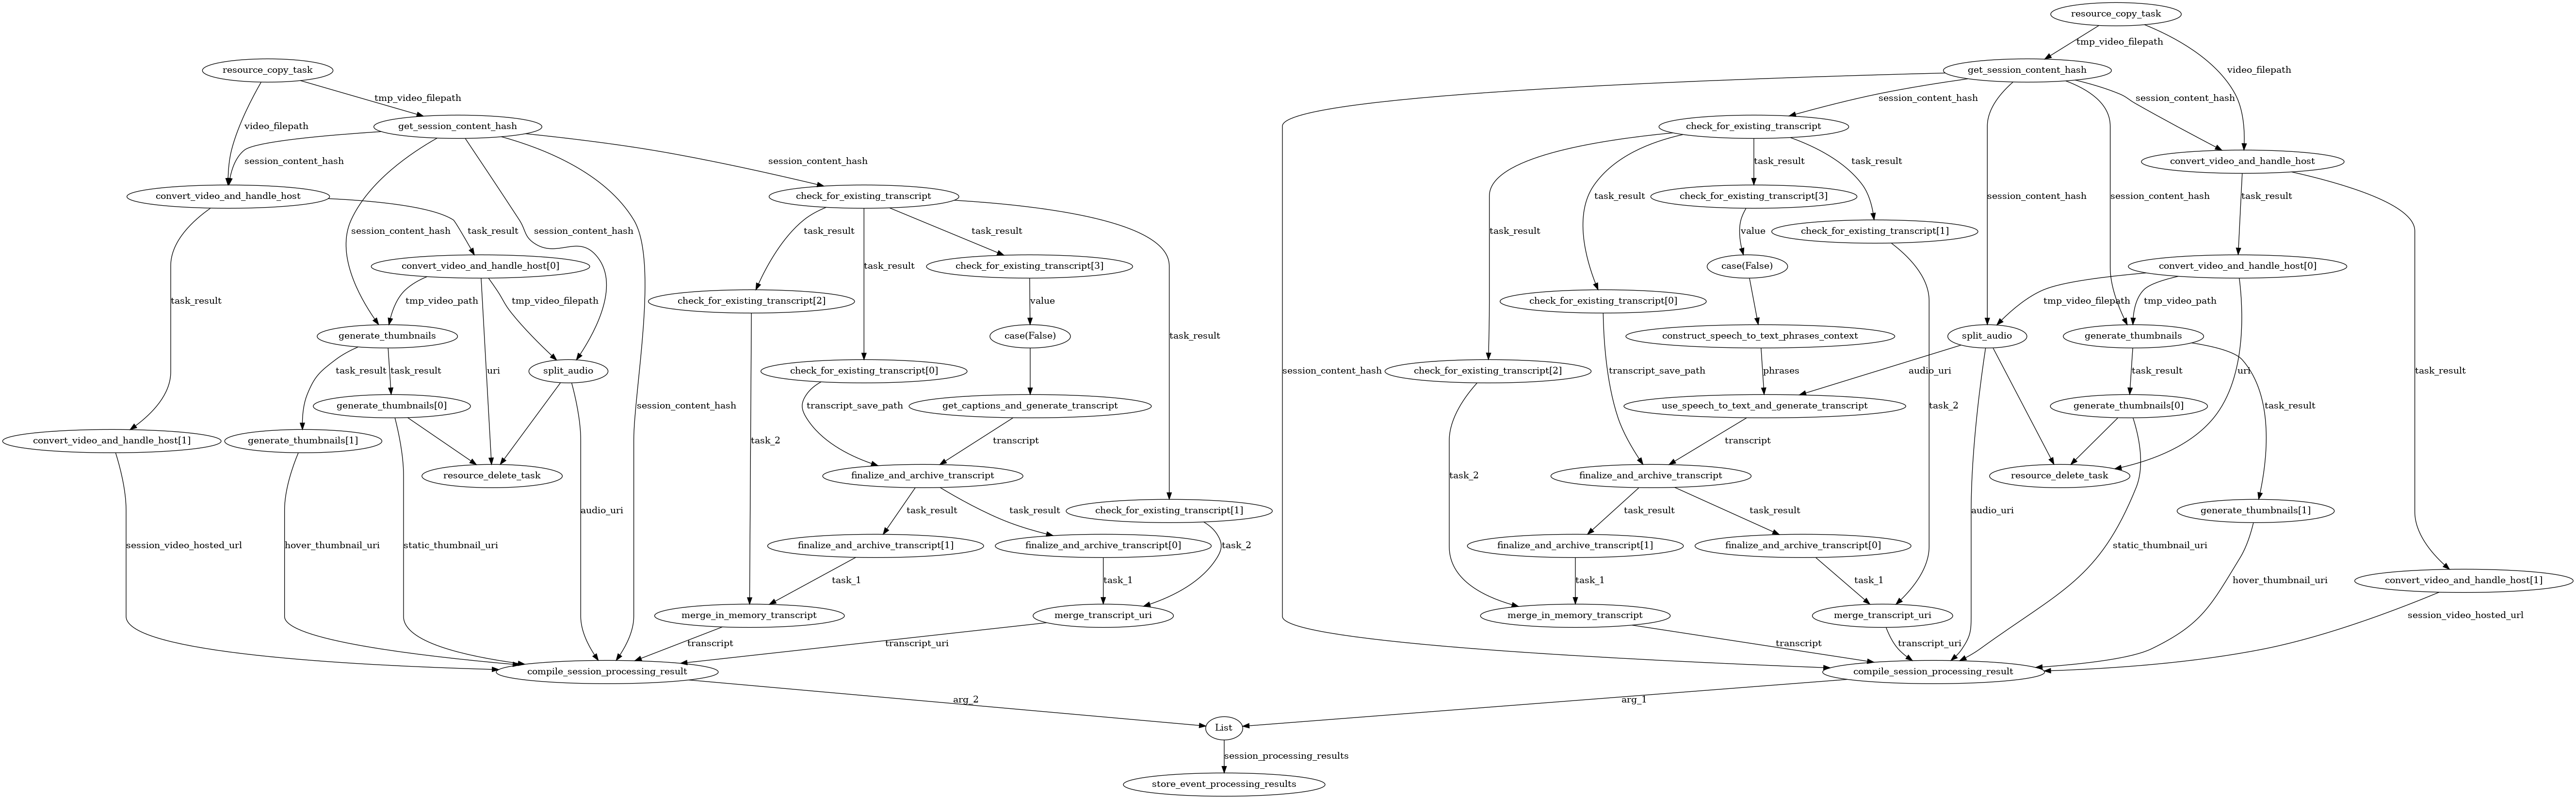 resource_copy_task
tmp_video_filepath
resource_copy_task
get_session_content_hash
video_filepath
tmp_video_filepath
session_content_hash
session_content_hash
video_filepath
get_session_content_hash
check_for_existing_transcript
session_content_hash
session_content_hash
task_result
task_result
convert_video_and_handle_host
convert_video_and_handle_host
check_for_existing_transcript
task_result
task_result
check_for_existing_transcript[3]
session_content_hash
session_content_hash
task_result
session_content_hash
session_content_hash
task_result
task_result
task_result
task_result
value
check_for_existing_transcript[1]
convert_video_and_handle_host[0]
check_for_existing_transcript[3]
case(False)
convert_video_and_handle_host[0]
task_result
tmp_video_path
tmp_video_filepath
check_for_existing_transcript[2]
value
check_for_existing_transcript[0]
tmp_video_filepath
tmp_video_path
generate_thumbnails
case(False)
task_result
construct_speech_to_text_phrases_context
split_audio
generate_thumbnails
task_result
task_result
uri
split_audio
check_for_existing_transcript[0]
session_content_hash
check_for_existing_transcript[2]
transcript_save_path
phrases
audio_uri
task_result
uri
task_result
generate_thumbnails[0]
session_content_hash
transcript_save_path
get_captions_and_generate_transcript
use_speech_to_text_and_generate_transcript
task_2
generate_thumbnails[0]
task_result
convert_video_and_handle_host[1]
generate_thumbnails[1]
task_2
transcript
transcript
resource_delete_task
finalize_and_archive_transcript
task_2
finalize_and_archive_transcript
resource_delete_task
audio_uri
task_result
task_result
check_for_existing_transcript[1]
task_result
task_result
audio_uri
generate_thumbnails[1]
session_video_hosted_url
hover_thumbnail_uri
static_thumbnail_uri
finalize_and_archive_transcript[1]
finalize_and_archive_transcript[0]
task_2
finalize_and_archive_transcript[1]
finalize_and_archive_transcript[0]
static_thumbnail_uri
task_1
task_1
task_1
task_1
hover_thumbnail_uri
convert_video_and_handle_host[1]
merge_in_memory_transcript
merge_transcript_uri
merge_in_memory_transcript
merge_transcript_uri
session_video_hosted_url
transcript
transcript_uri
transcript
transcript_uri
compile_session_processing_result
compile_session_processing_result
arg_2
arg_1
List
session_processing_results
store_event_processing_results